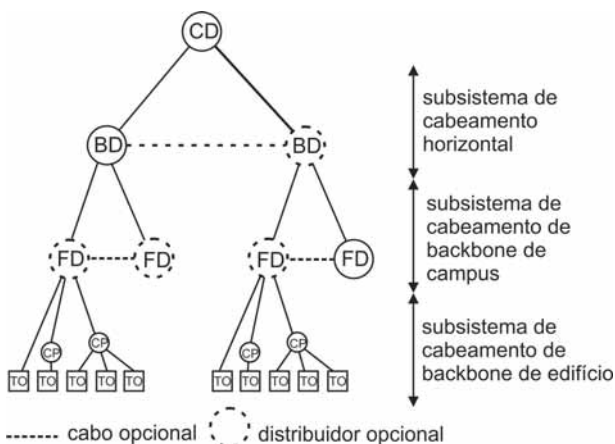 CD
subsistema de
cabeamento
horizontal
BD
BD
subsistema de
cabeamento de
backbone de
campus
FD
FD
FD
FD
CP
CP
CP
CP
subsistema de
cabeamento de
backbone de edifício
TO
TO
TO
TO
TO
TO
TO
TO
TO
TO
cabo opcional
distribuidor opcional